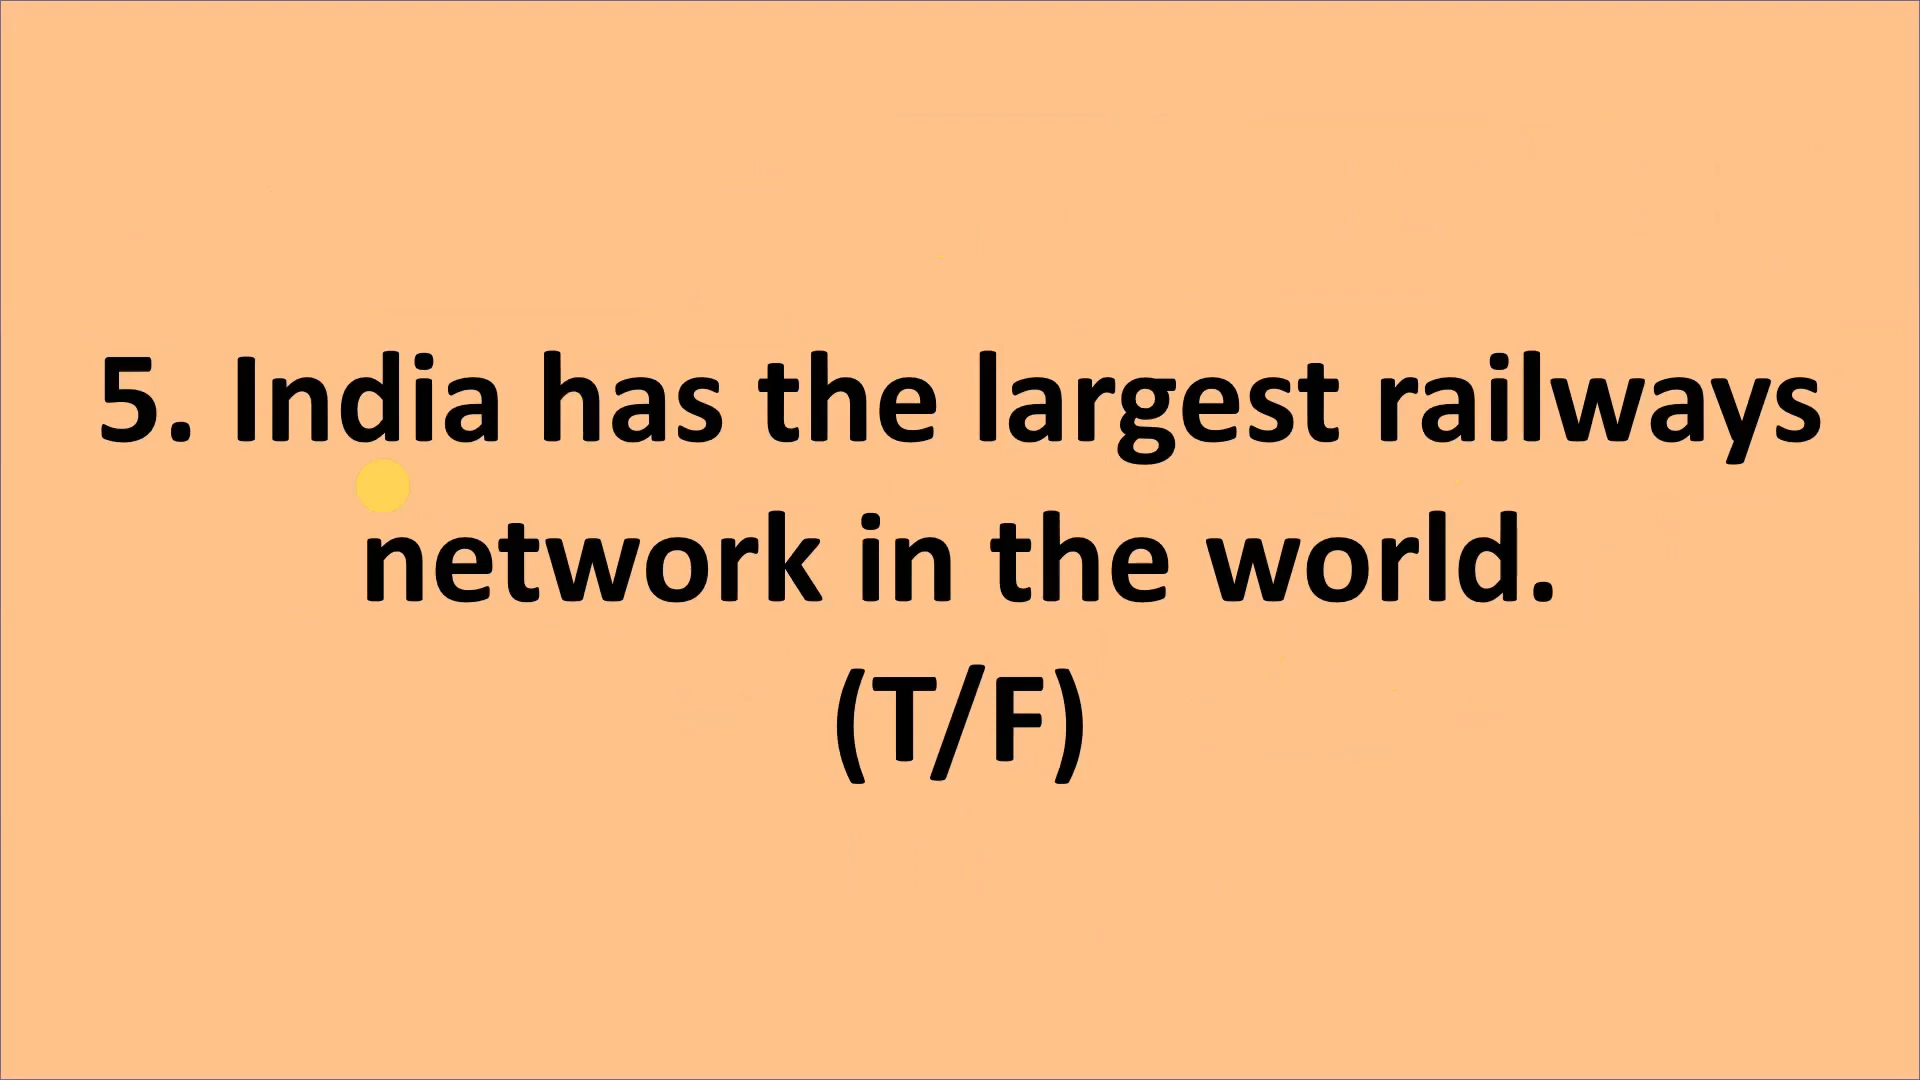 5. India has the largest railways
network in the world.
(T/F)